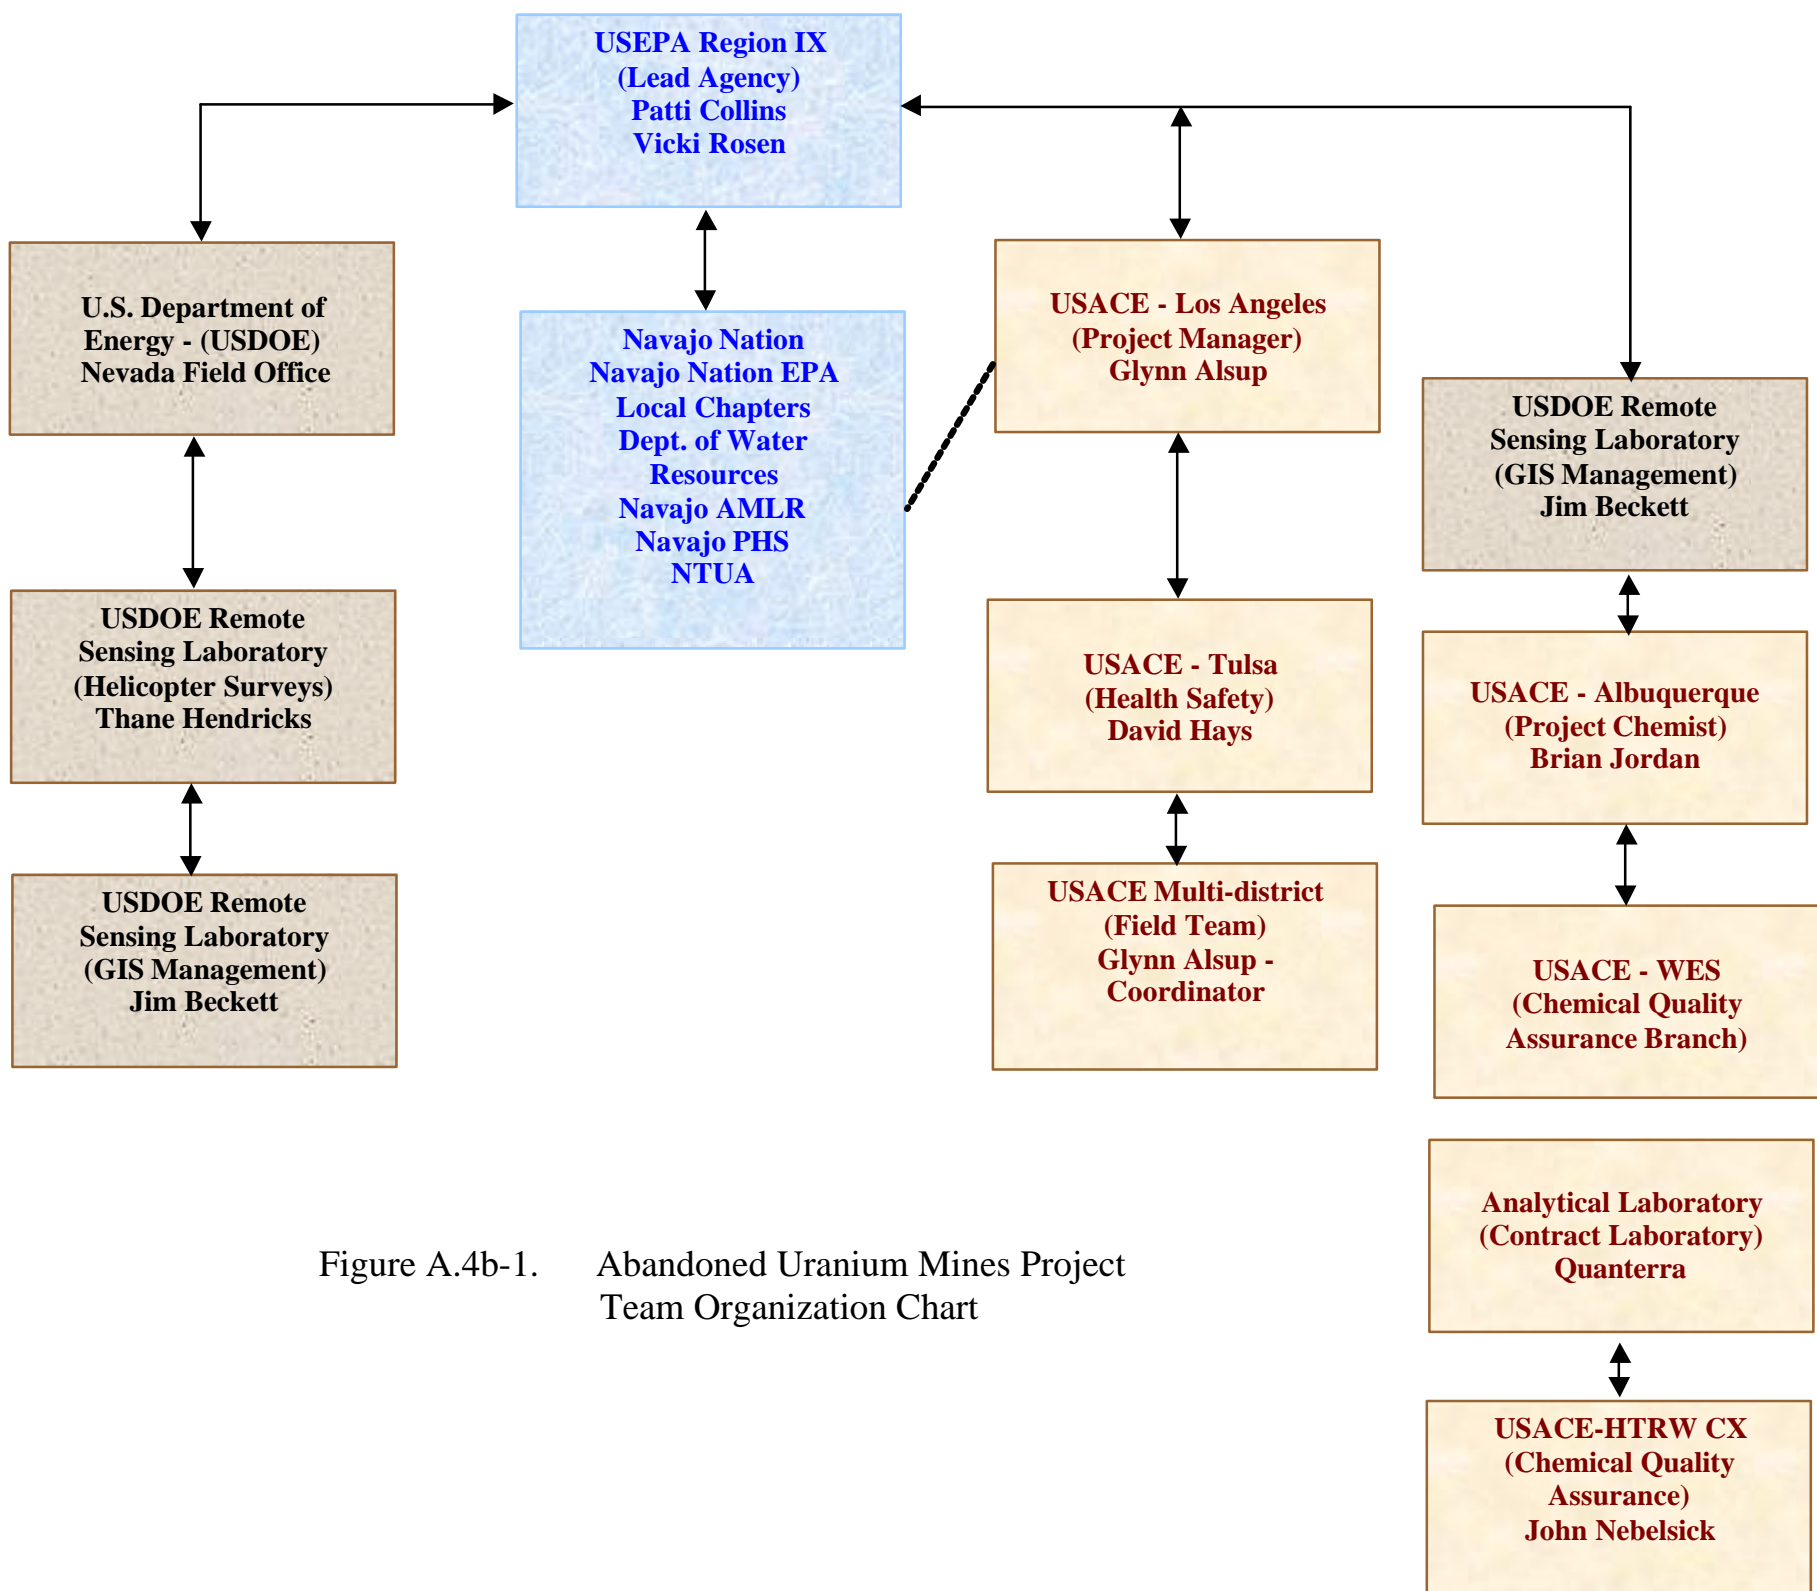 USEPA Region IX
(Lead Agency)
Patti Collins
Vicki Rosen
U.S. Department of
Energy - (USDOE)
Nevada Field Office
Navajo Nation
Navajo Nation EPA
Local Chapters
Dept. of Water
Resources
Navajo AMLR
Navajo PHS
NTUA
USACE - Los Angeles
(Project Manager)
Glynn Alsup
USDOE Remote
Sensing Laboratory
(GIS Management)
Jim Beckett
USDOE Remote
Sensing Laboratory
(Helicopter Surveys)
Thane Hendricks
USACE - Tulsa
(Health Safety)
David Hays
USACE - Albuquerque
(Project Chemist)
Brian Jordan
USDOE Remote
Sensing Laboratory
(GIS Management)
Jim Beckett
USACE Multi-district
(Field Team)
Glynn Alsup -
Coordinator
USACE - WES
(Chemical Quality
Assurance Branch)
Analytical Laboratory
(Contract Laboratory)
Quanterra
Figure A.4b-1. Abandoned Uranium Mines Project
Team Organization Chart
USACE-HTRW CX
(Chemical Quality
Assurance)
John Nebelsick